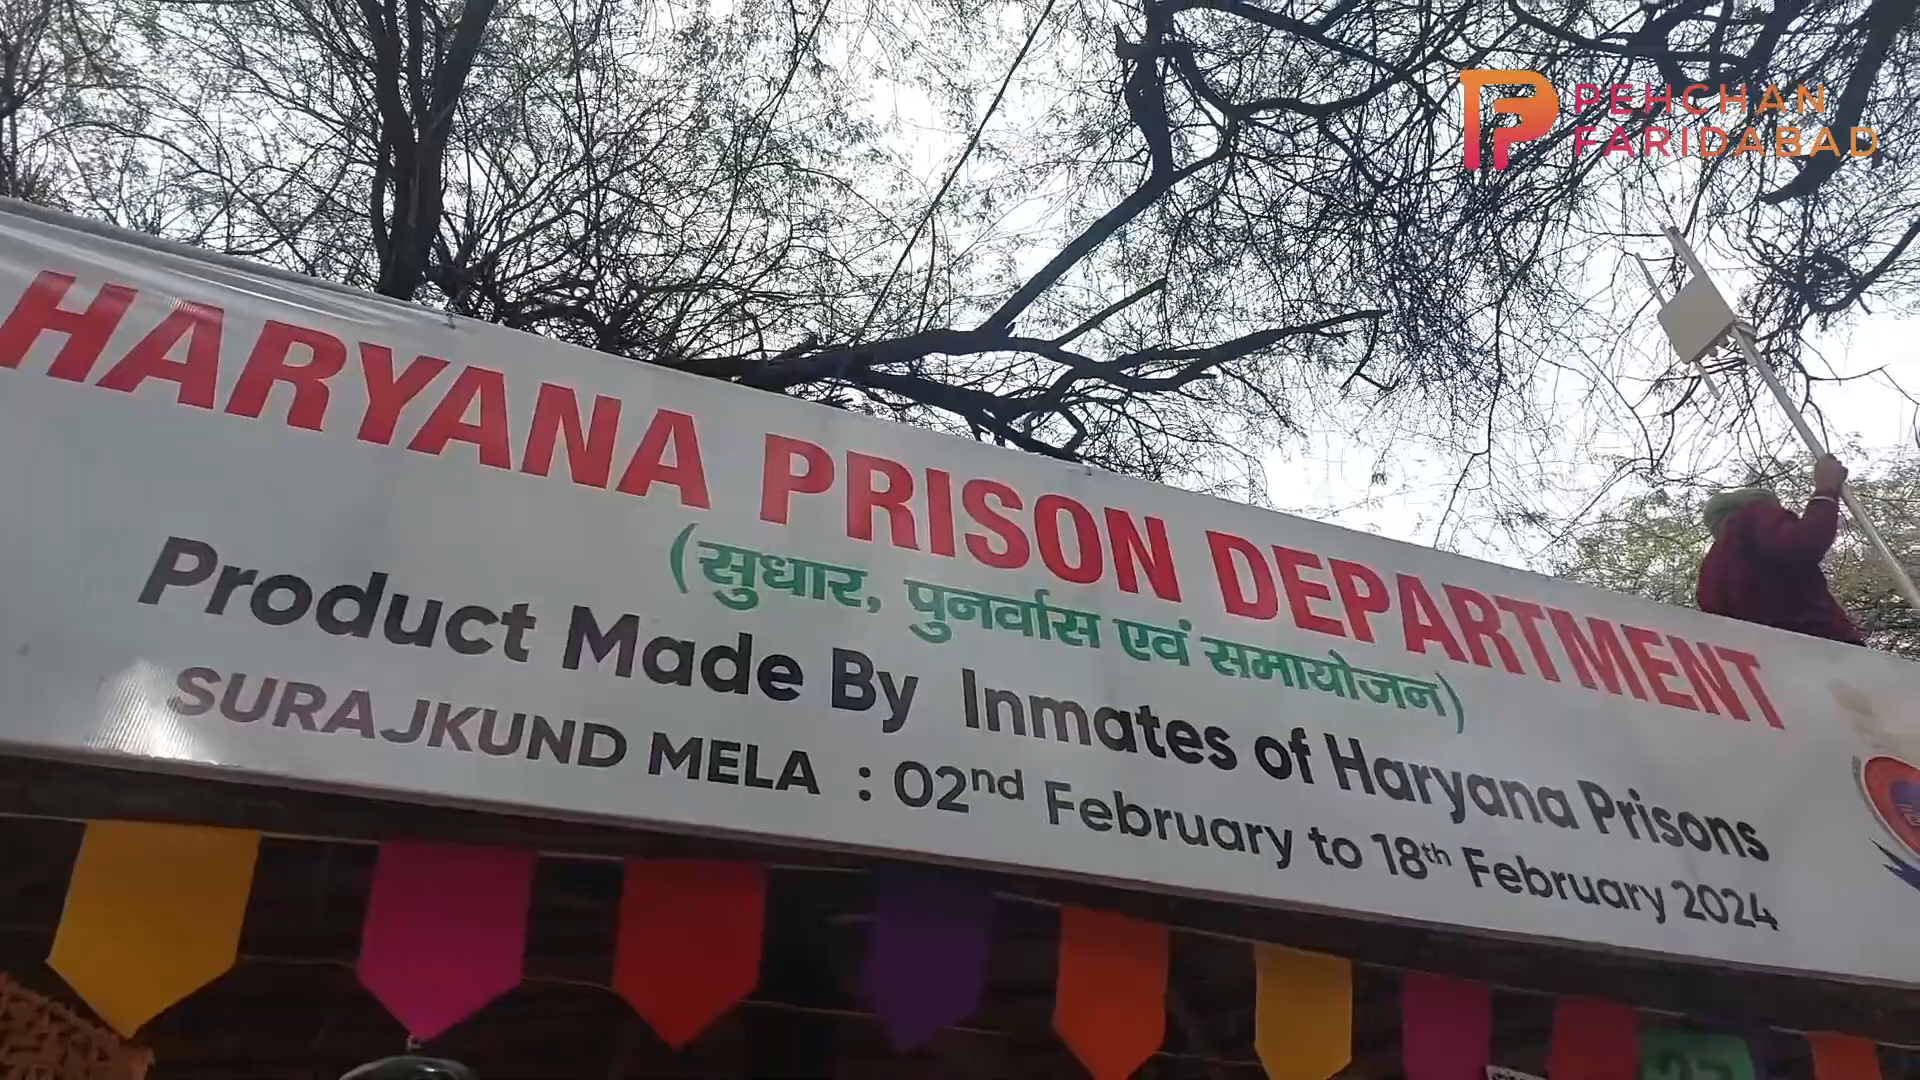 PEHCHAN
FARIDABAD
HARYANA PRISON DEPARTMENT
(सुधार, पुनर्वास एवं समायोजन)
Product Made By Inmates of Haryana Prisons
SURAJKUND MELA : 02nd February to 18th February 2024